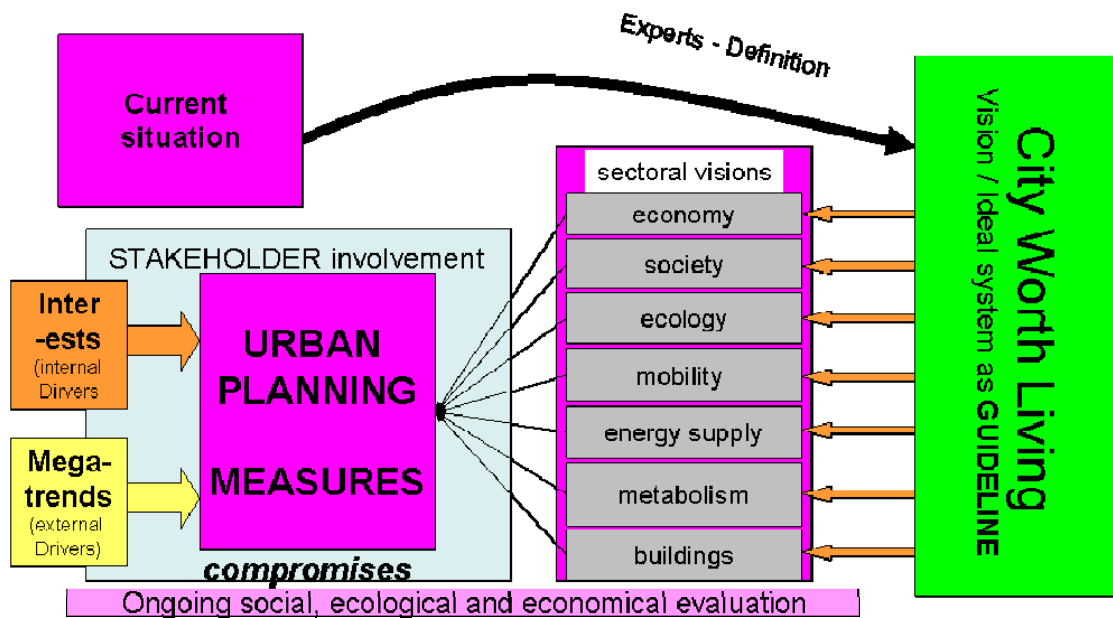 Experts - Definition
Current
situation
City Worth Living
Vision / Ideal system as GUIDELINE
sectoral visions
economy
society
ecology
mobility
energy supply
metabolism
buildings
STAKEHOLDER involvement
Inter
-ests
(internal
Dirvers
Mega-
trends
(external
Drivers)
URBAN
PLANNING
MEASURES
compromises
Ongoing social, ecological and economical evaluation